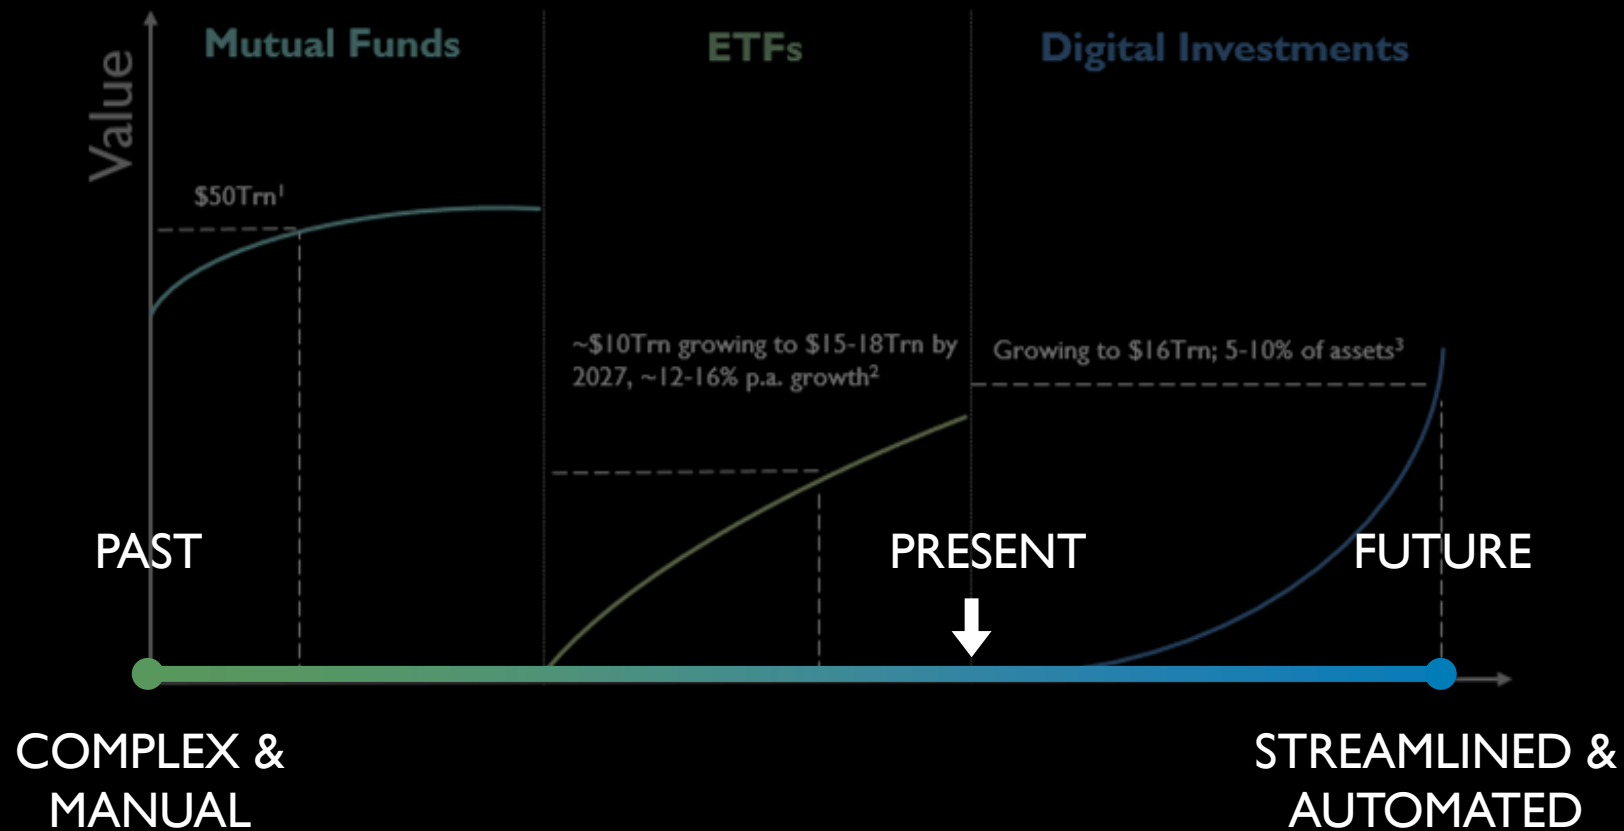 Mutual Funds
ETFs
Digital Investments
Value
$50Trn¹
~$10Trn growing to $15-18Trn by
2027, ~12-16% p.a. growth²
Growing to $16Trn; 5-10% of assets³
PAST
PRESENT
FUTURE
COMPLEX &
MANUAL
STREAMLINED &
AUTOMATED